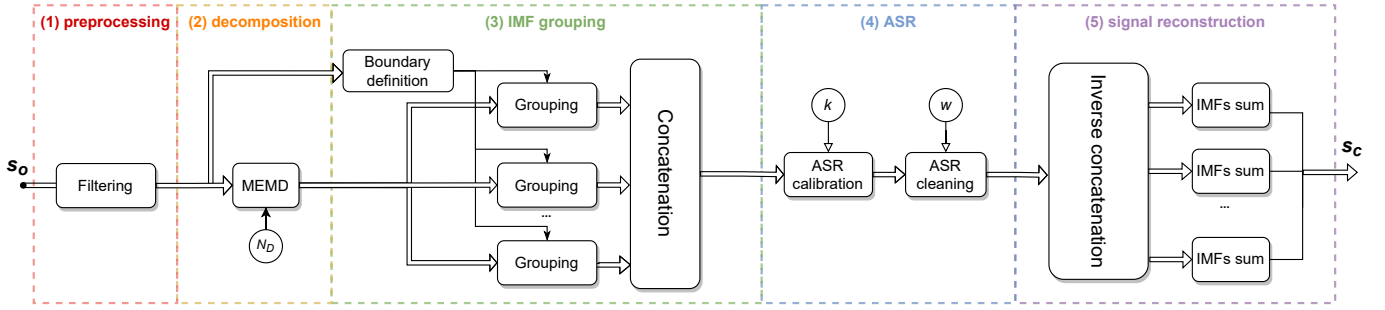 (1) preprocessing
(2) decomposition
(3) IMF grouping
(4) ASR
(5) signal reconstruction
s_o
Filtering
MEMD
N_D
Boundary
definition
Grouping
Grouping
...
Grouping
Concatenation
k
w
ASR
calibration
ASR
cleaning
Inverse concatenation
IMFs sum
IMFs sum
...
IMFs sum
s_c